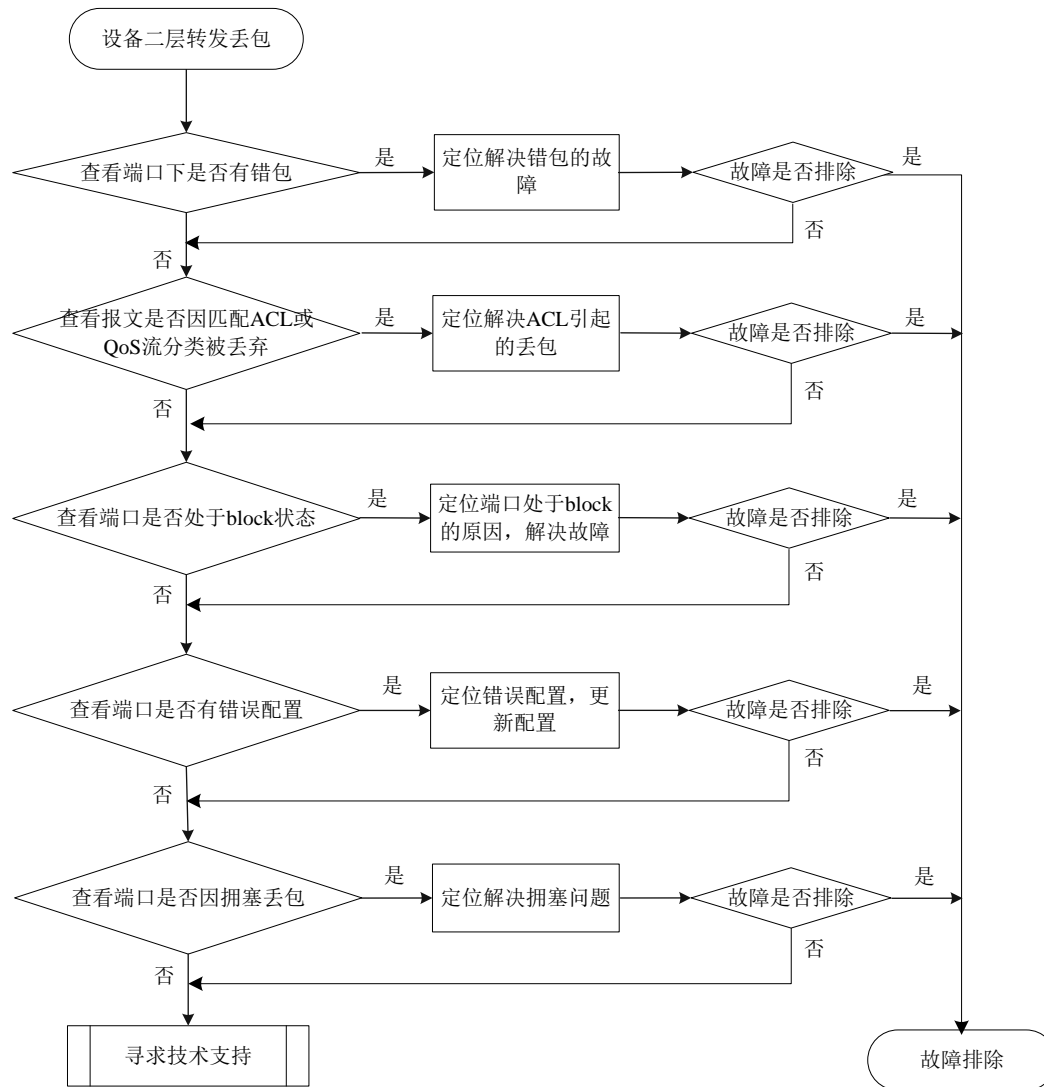 设备二层转发丢包
查看端口下是否有错包
是
定位解决错包的故
障
故障是否排除
是
否
否
查看报文是否因匹配ACL或
QoS流分类被丢弃
是
定位解决ACL引起
的丢包
故障是否排除
是
否
否
查看端口是否处于block状态
是
定位端口处于block
的原因，解决故障
故障是否排除
是
否
否
查看端口是否有错误配置
是
定位错误配置，更
新配置
故障是否排除
是
否
否
查看端口是否因拥塞丢包
是
定位解决拥塞问题
故障是否排除
是
否
否
寻求技术支持
故障排除